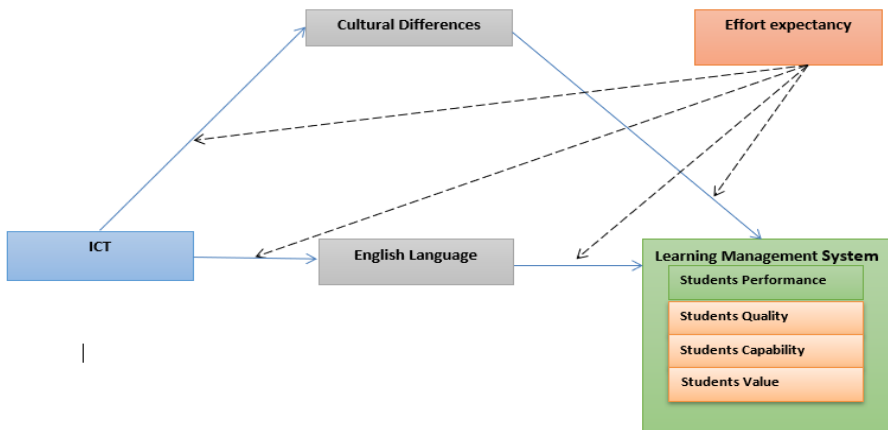 Cultural Differences
Effort expectancy
ICT
English Language
Learning Management System
Students Performance
Students Quality
Students Capability
Students Value